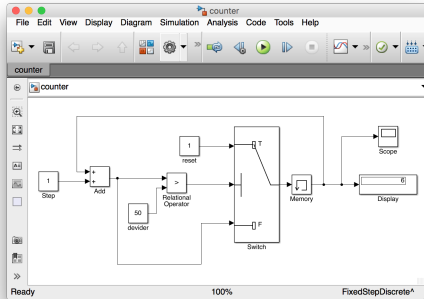 counter
File Edit View Display Diagram Simulation Analysis Code Tools Help
counter
counter
1
reset
T
Scope
1
Step
+
+
Add
>
Relational
Operator
Memory
6
Display
50
devider
F
Switch
Ready 100% FixedStepDiscrete^